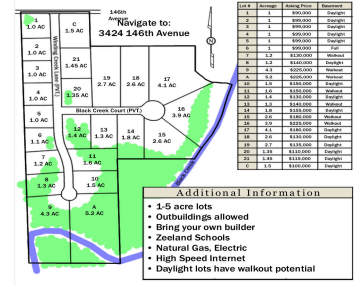 146th
Avenue
Navigate to:
3424 146th Avenue
N
1
1.0 AC
C
1.5 AC
2
1.0 AC
21
1.45 AC
3
1.0 AC
19
2.7 AC
18
2.6 AC
17
4.1 AC
4
1.0 AC
20
1.35 AC
Black Creek Court (PVT.)
5
1.0 AC
16
3.9 AC
6
1.1 AC
12
1.4 AC
13
1.3 AC
14
1.8 AC
15
2.6 AC
7
1.2 AC
11
1.6 AC
8
1.3 AC
10
1.5 AC
9
4.3 AC
A
5.2 AC
Lot # Acreage Asking Price Basement
1 1 $99,000 Daylight
2 1 $99,000 Daylight
3 1 $99,000 Daylight
4 1 $99,000 Daylight
5 1 $99,000 Daylight
6 1 $99,000 Full
7 1.2 $130,000 Walkout
8 1.2 $140,000 Daylight
9 4.3 $225,000 Walkout
A 5.2 $225,000 Walkout
10 1.5 $150,000 Walkout
11 1.6 $150,000 Walkout
12 1.4 $130,000 Daylight
13 1.3 $140,000 Walkout
14 1.8 $155,000 Daylight
15 2.6 $180,000 Walkout
16 3.9 $225,000 Walkout
17 4.1 $180,000 Daylight
18 2.6 $130,000 Daylight
19 2.7 $135,000 Daylight
20 1.35 $110,000 Daylight
21 1.45 $115,000 Daylight
C 1.5 $100,000 Daylight
Additional Information
• 1-5 acre lots
• Outbuildings allowed
• Bring your own builder
• Zeeland Schools
• Natural Gas, Electric
• High Speed Internet
• Daylight lots have walkout potential